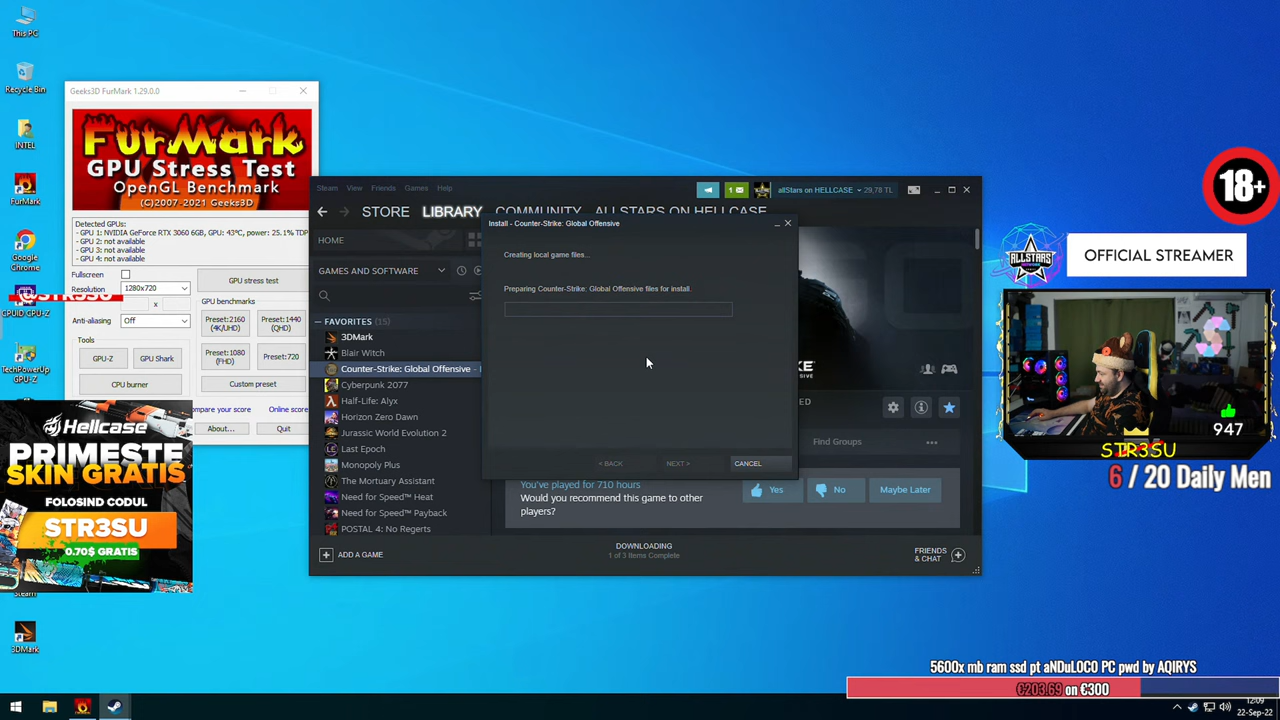 This PC
Recycle Bin
INTEL
FurMark
Google
Chrome
CPUID GPU-Z
TechPowerUp
GPU-Z
Steam
3DMark
Geeks3D FurMark 1.29.0.0
FurMark
GPU Stress Test
OpenGL Benchmark
(C)2007-2021 Geeks3D
Detected GPUs:
- GPU 1: NVIDIA GeForce RTX 3060 6GB, GPU: 43°C, power: 25.1% TDP
- GPU 2: not available
- GPU 3: not available
- GPU 4: not available
Fullscreen
Resolution
1280x720
x
Anti-aliasing:
Off
Tools
GPU-Z
GPU Shark
CPU burner
GPU stress test
GPU benchmarks
Preset:2160
(4K/UHD)
Preset:1440
(QHD)
Preset:1080
(FHD)
Preset:720
Custom preset
Online score
About...
Quit
@STR3SU
Hellcase
PRIMESTE
SKIN GRATIS
FOLOSIND CODUL
STR3SU
0.70$ GRATIS
Steam
View
Friends
Games
Help
1
allStars on HELLCASE
29,78 TL
STORE
LIBRARY
COMMUNITY
ALLSTARS ON HELLCASE
HOME
GAMES AND SOFTWARE
FAVORITES (15)
3DMark
Blair Witch
Counter-Strike: Global Offensive -
Cyberpunk 2077
Half-Life: Alyx
Horizon Zero Dawn
Jurassic World Evolution 2
Last Epoch
Monopoly Plus
The Mortuary Assistant
Need for Speed Heat
Need for Speed Payback
POSTAL 4: No Regerts
ADD A GAME
Install - Counter-Strike: Global Offensive
Creating local game files...
Preparing Counter-Strike: Global Offensive files for install.
< BACK
NEXT >
CANCEL
Find Groups
You've played for 710 hours
Would you recommend this game to other
players?
Yes
No
Maybe Later
DOWNLOADING
1 of 3 Items Complete
FRIENDS
& CHAT
18+
ALLSTARS
OFFICIAL STREAMER
947
STR3SU
6 / 20 Daily Men
5600x mb ram ssd pt aNDuLOCO PC pwd by AQIRYS
€203.69 on €300
12:09
22-Sep-22